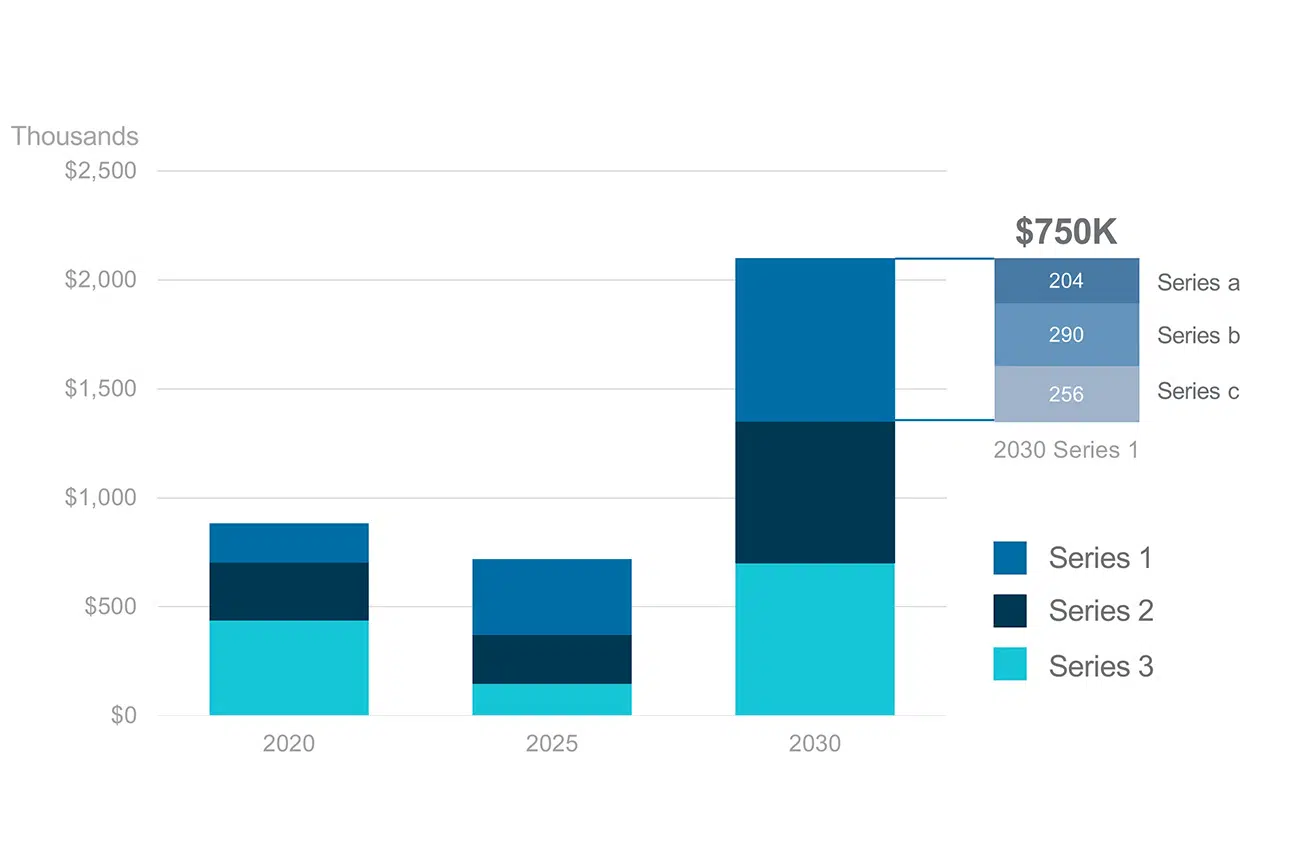 Thousands
$2,500
$2,000
$1,500
$1,000
$500
$0
2020
2025
2030
$750K
204 Series a
290 Series b
256 Series c
2030 Series 1
Series 1
Series 2
Series 3